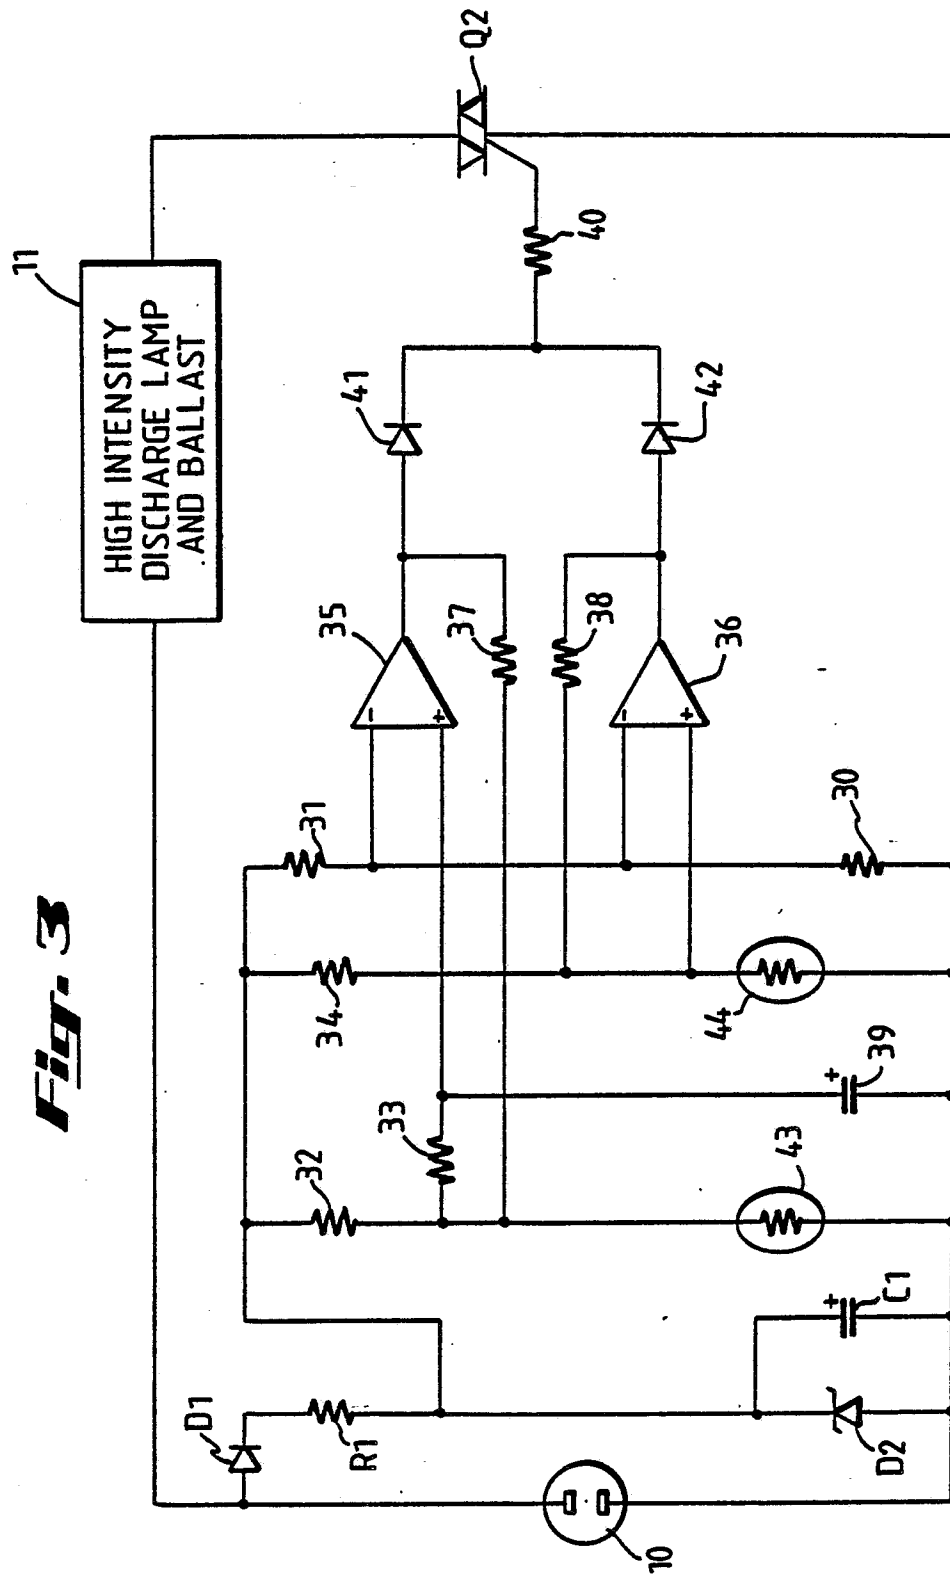 Fig. 3
11
HIGH INTENSITY
DISCHARGE LAMP
AND BALLAST
Q2
D1
R1
32
33
34
31
35
41
37
38
40
36
42
10
D2
+
C1
43
+
39
44
30
−
+
−
+